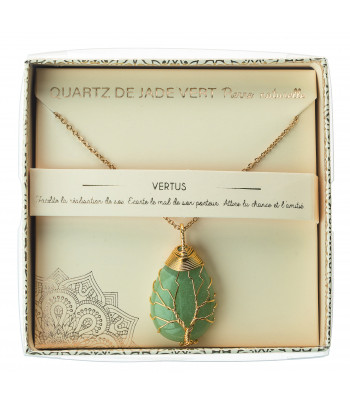 QUARTZ DE JADE VERT Pierre naturelle
VERTUS
Facilite la réalisation de soi. Ecarte le mal de son porteur. Attire la chance et l'amitié